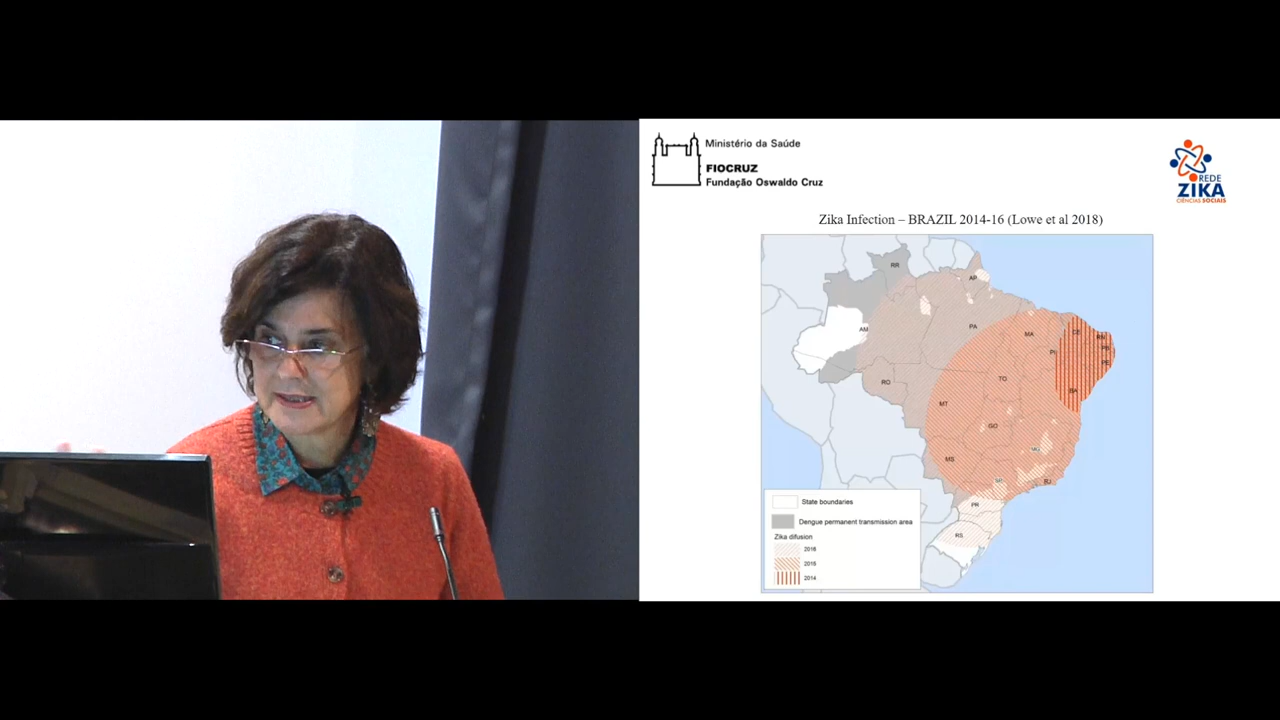 Ministério da Saúde
FIOCRUZ
Fundação Oswaldo Cruz
REDE
ZIKA
CIÊNCIAS SOCIAIS
Zika Infection – BRAZIL 2014-16 (Lowe et al 2018)
RR
AP
AM
PA
MA
CE
RN
PB
PE
PI
TO
RO
BA
MT
GO
MG
MS
RJ
PR
RS
State boundaries
Dengue permanent transmission area
Zika difusion
2016
2015
2014